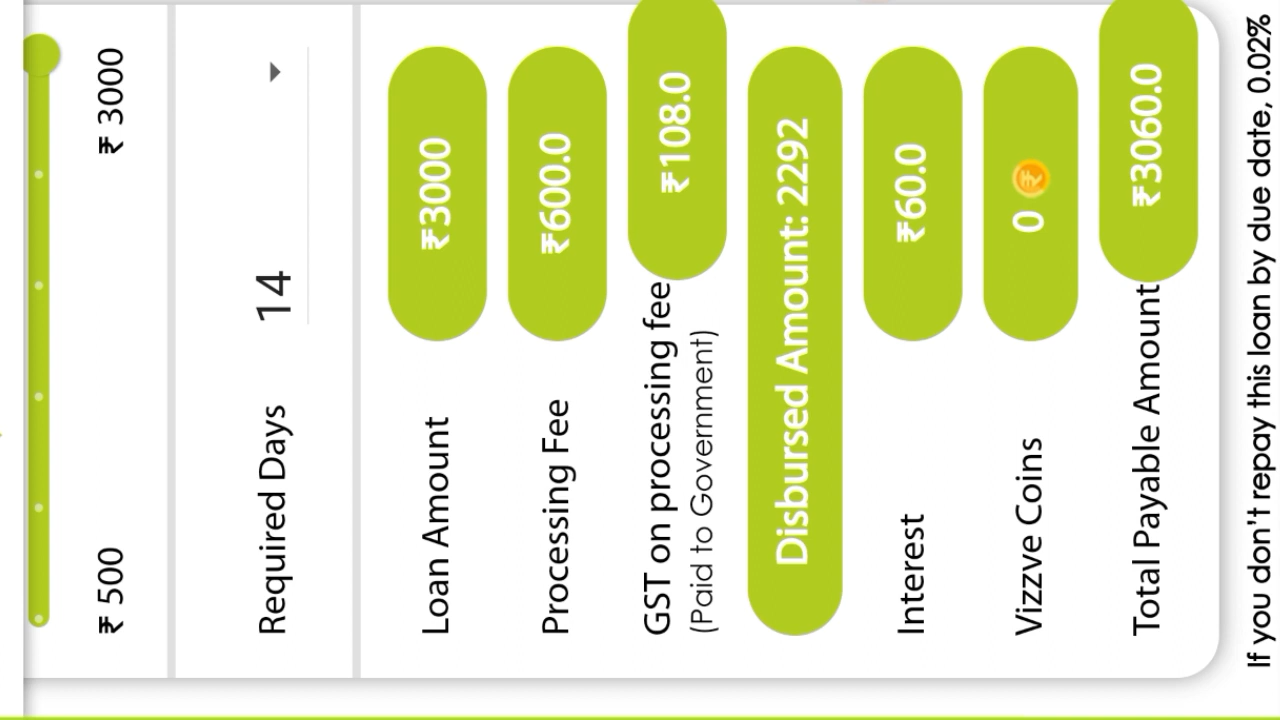 ₹ 500 ₹ 3000
Required Days 14
Loan Amount ₹3000
Processing Fee ₹600.0
GST on processing fee ₹108.0
(Paid to Government)
Disbursed Amount: 2292
Interest ₹60.0
Vizzve Coins 0
Total Payable Amount ₹3060.0
If you don't repay this loan by due date, 0.02%